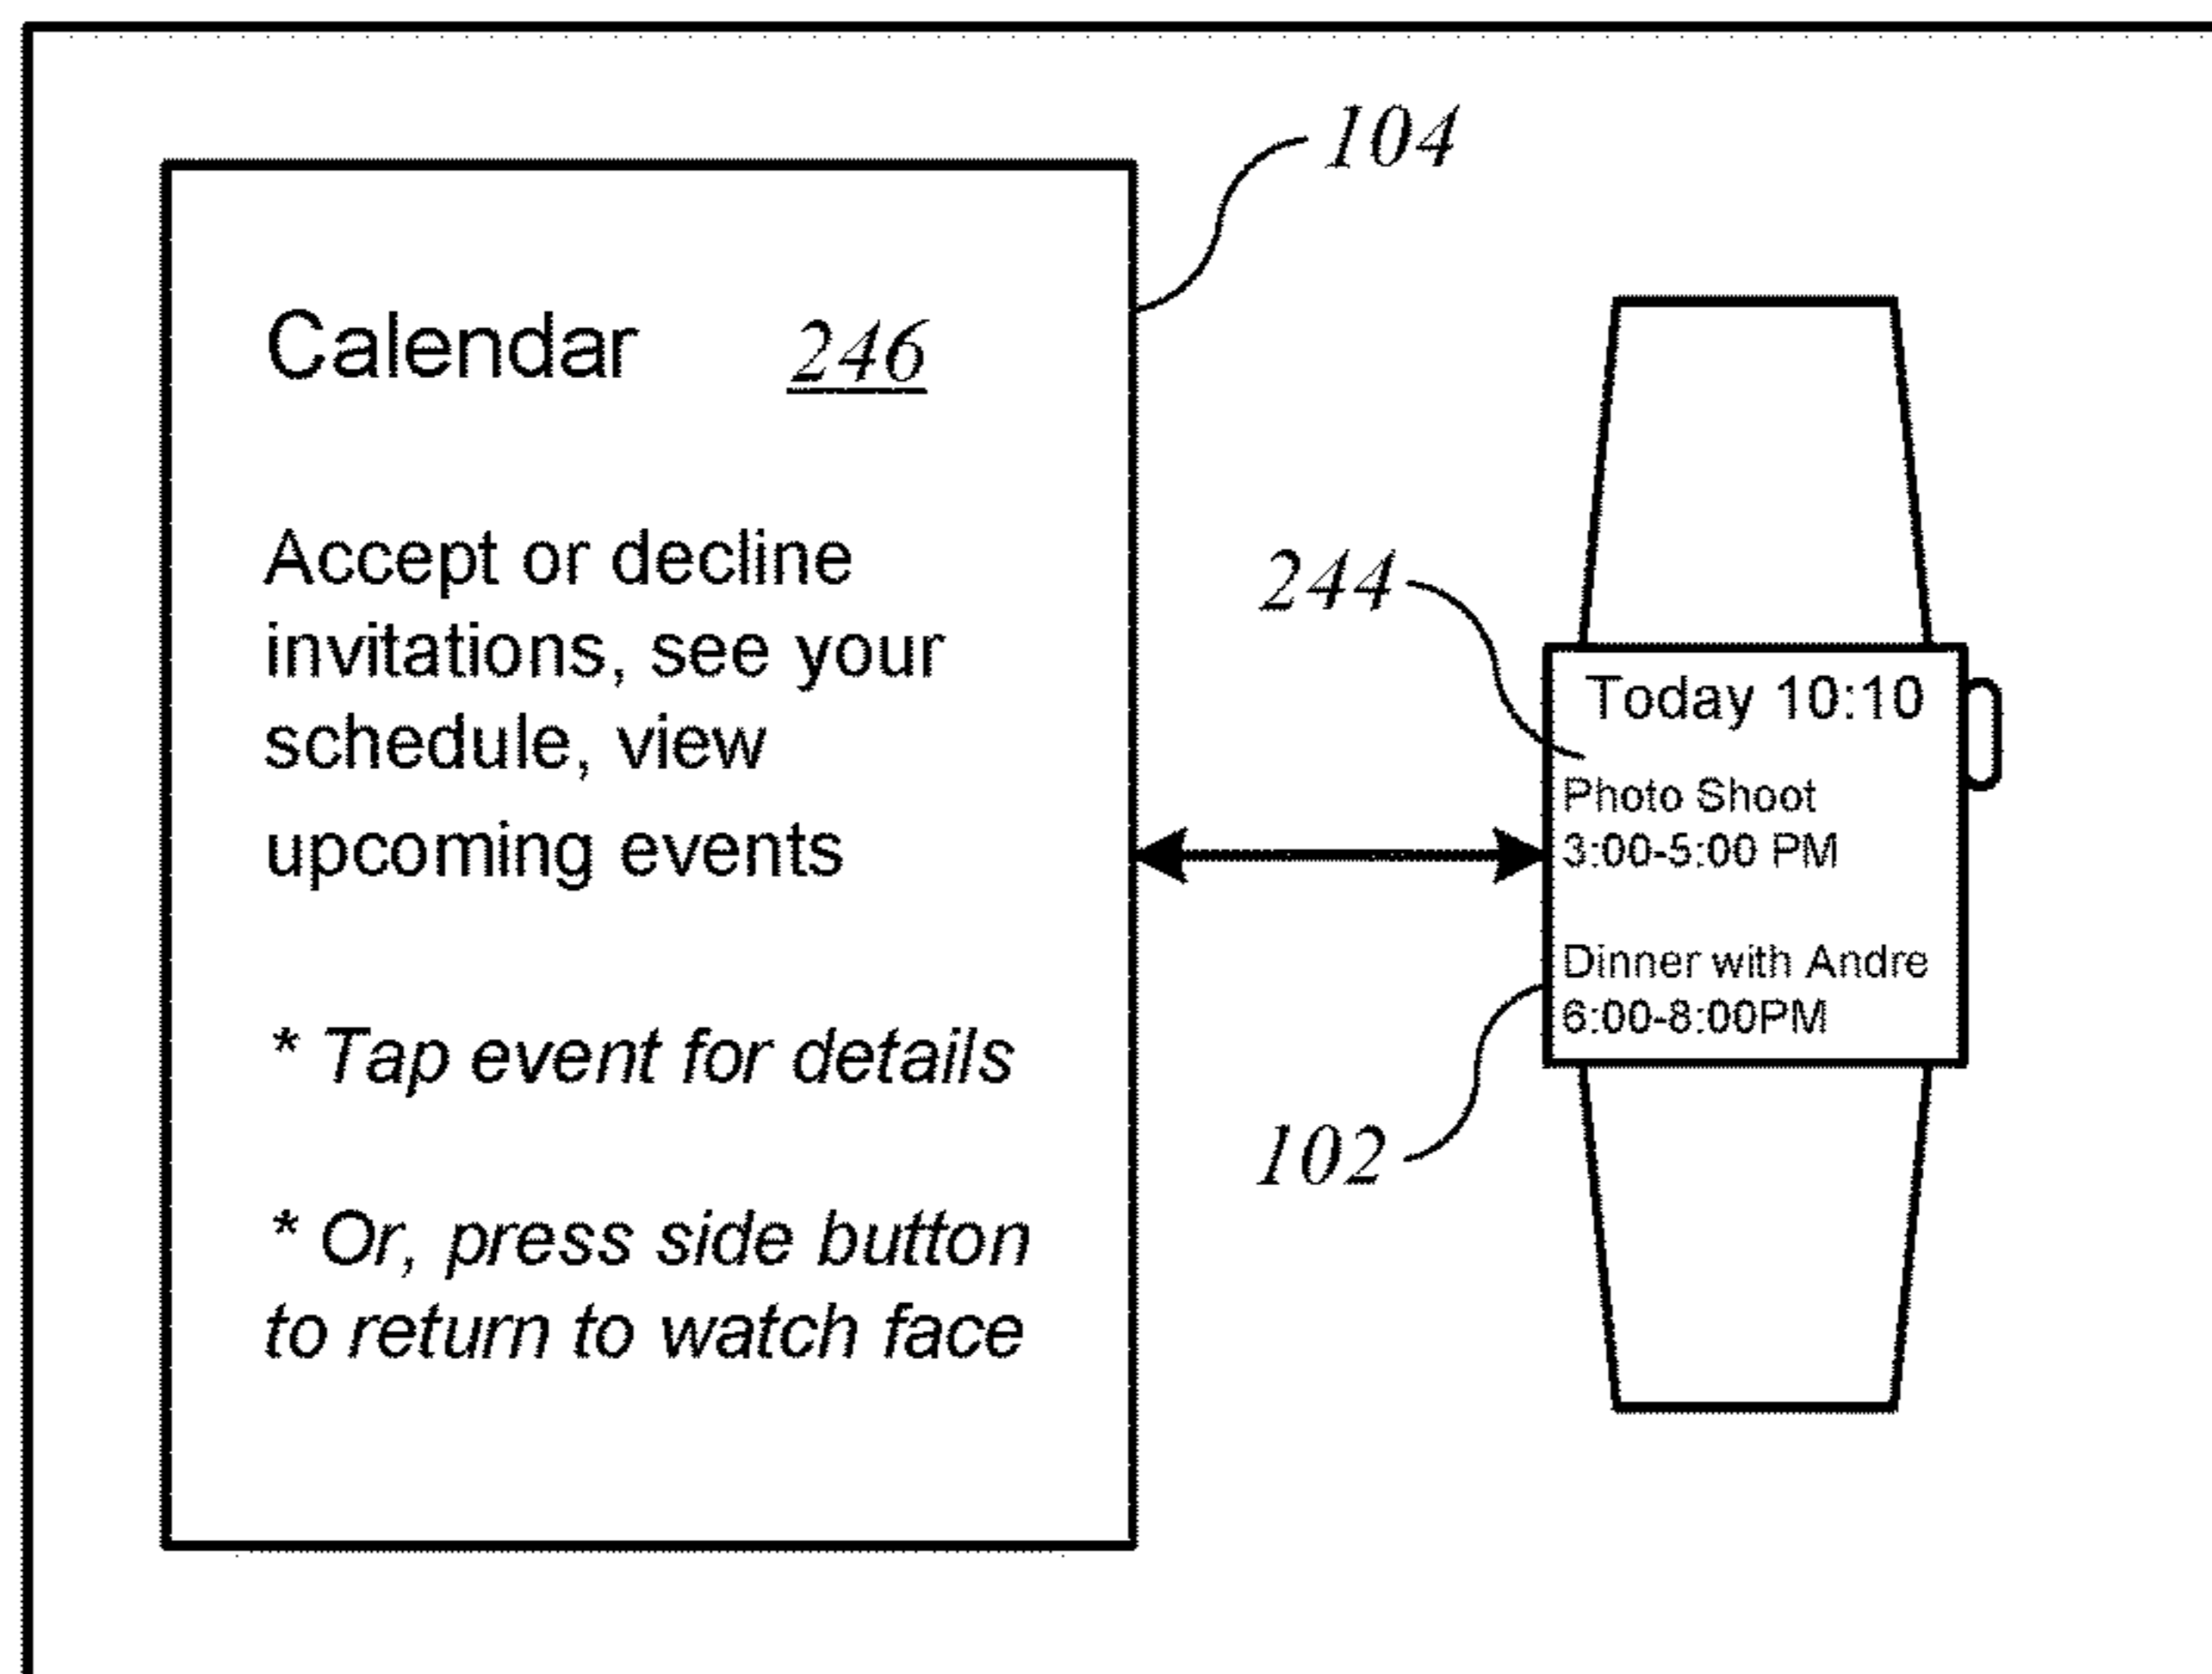 104
Calendar 246
Accept or decline
invitations, see your
schedule, view
upcoming events
* Tap event for details
* Or, press side button
to return to watch face
244
Today 10:10
Photo Shoot
3:00-5:00 PM
Dinner with Andre
6:00-8:00PM
102